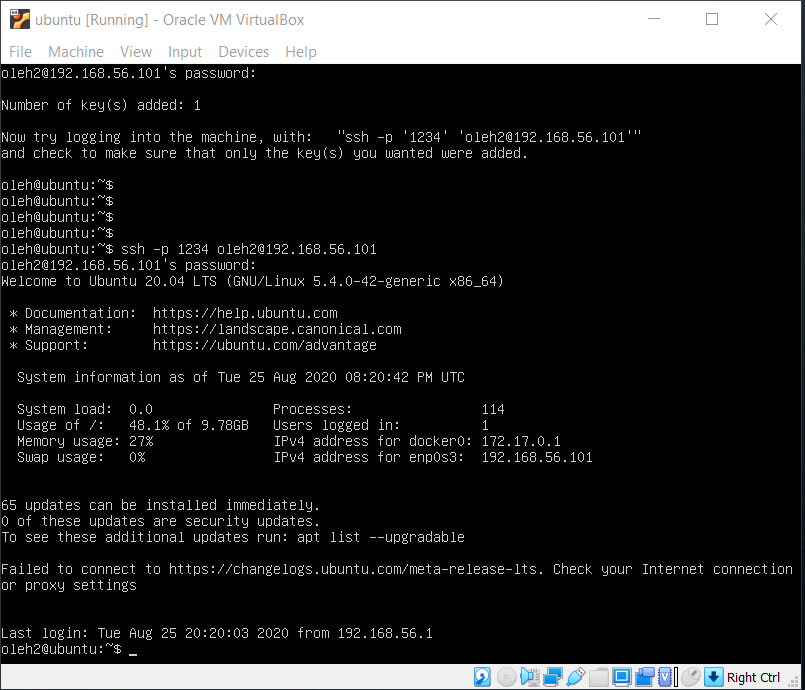 ubuntu [Running] - Oracle VM VirtualBox
File Machine View Input Devices Help
oleh2@192.168.56.101's password:
Number of key(s) added: 1
Now try logging into the machine, with:   "ssh -p '1234' 'oleh2@192.168.56.101'"
and check to make sure that only the key(s) you wanted were added.
oleh@ubuntu:~$
oleh@ubuntu:~$
oleh@ubuntu:~$
oleh@ubuntu:~$
oleh@ubuntu:~$ ssh -p 1234 oleh2@192.168.56.101
oleh2@192.168.56.101's password:
Welcome to Ubuntu 20.04 LTS (GNU/Linux 5.4.0-42-generic x86_64)
* Documentation:  https://help.ubuntu.com
* Management:     https://landscape.canonical.com
* Support:        https://ubuntu.com/advantage
System information as of Tue 25 Aug 2020 08:20:42 PM UTC
System load:  0.0               Processes:                114
Usage of /:   48.1% of 9.78GB   Users logged in:          1
Memory usage: 27%               IPv4 address for docker0: 172.17.0.1
Swap usage:   0%                IPv4 address for enp0s3:  192.168.56.101
65 updates can be installed immediately.
0 of these updates are security updates.
To see these additional updates run: apt list --upgradable
Failed to connect to https://changelogs.ubuntu.com/meta-release-lts. Check your Internet connection
or proxy settings
Last login: Tue Aug 25 20:20:03 2020 from 192.168.56.1
oleh2@ubuntu:~$ _
Right Ctrl